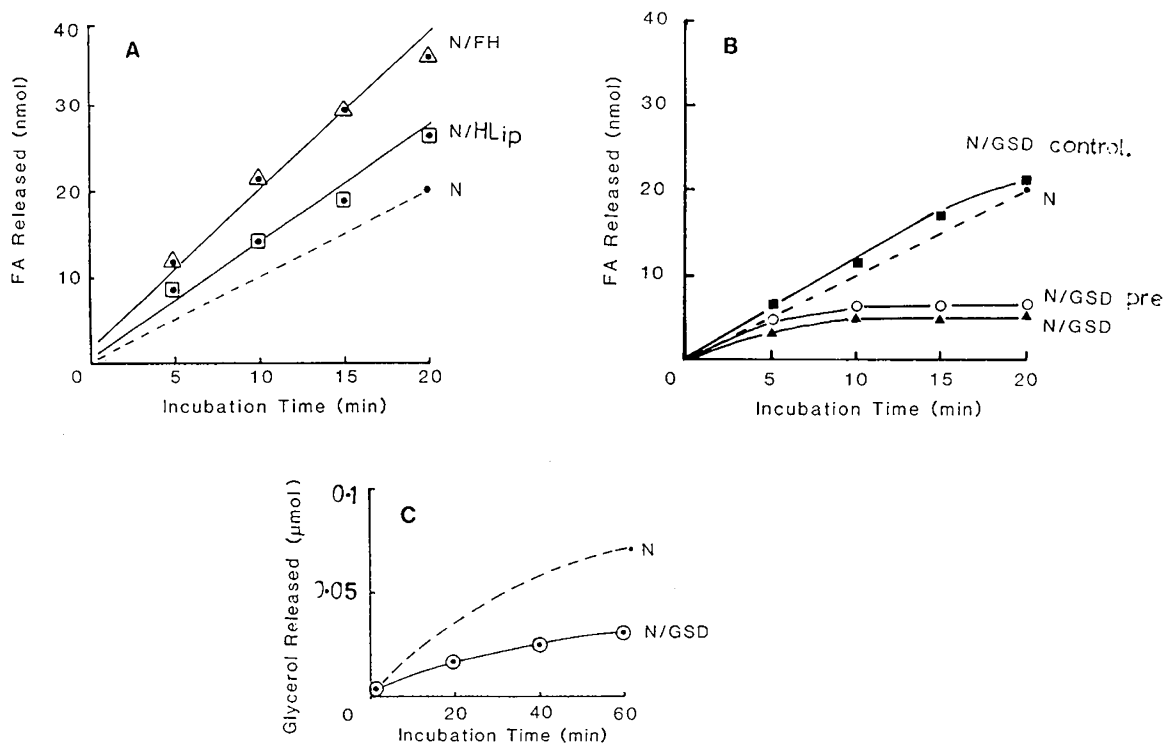 A
FA Released (nmol)
40
30
20
10
0
5
10
15
20
Incubation Time (min)
N/FH
N/HLip
N
B
FA Released (nmol)
40
30
20
10
0
5
10
15
20
Incubation Time (min)
N/GSD control.
N
N/GSD pre
N/GSD
C
Glycerol Released (µmol)
0·1
0·05
0
20
40
60
Incubation Time (min)
N
N/GSD